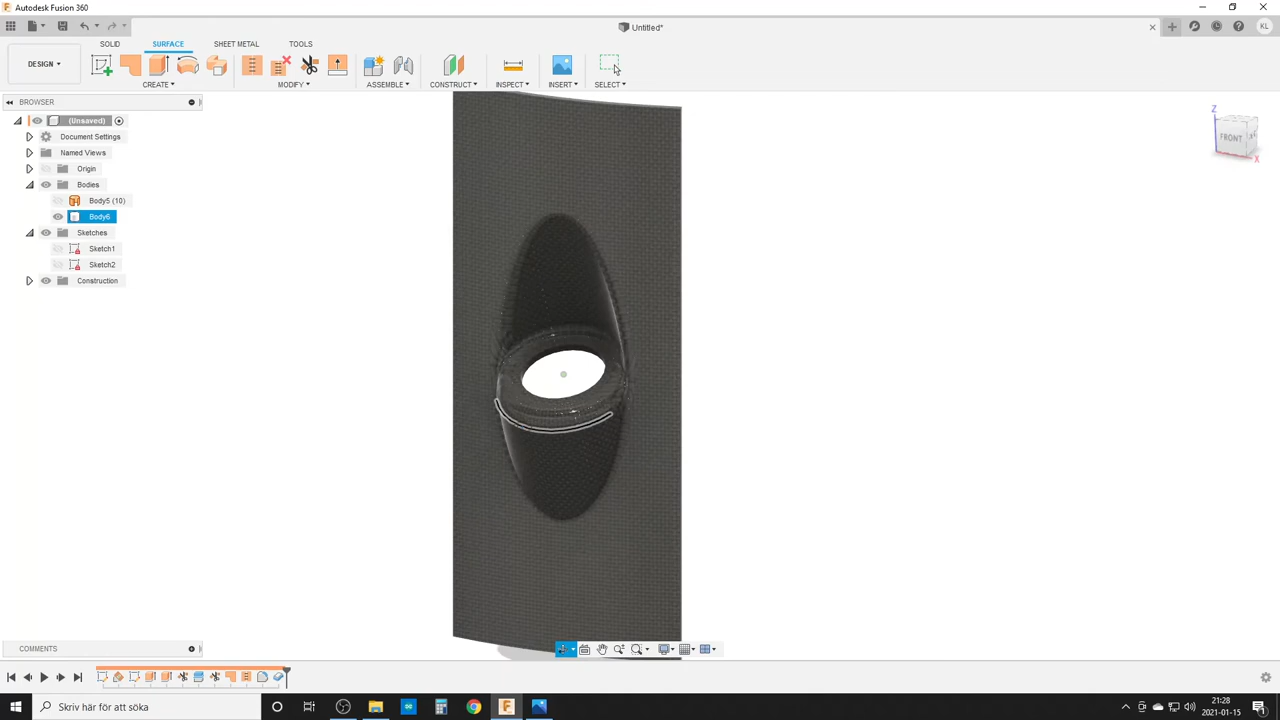 Autodesk Fusion 360
Untitled*
KL
DESIGN
SOLID
SURFACE
SHEET METAL
TOOLS
CREATE
MODIFY
ASSEMBLE
CONSTRUCT
INSPECT
INSERT
SELECT
BROWSER
(Unsaved)
Document Settings
Named Views
Origin
Bodies
Body5 (10)
Body6
Sketches
Sketch1
Sketch2
Construction
Z
FRONT
X
COMMENTS
Skriv här för att söka
21:28
2021-01-15